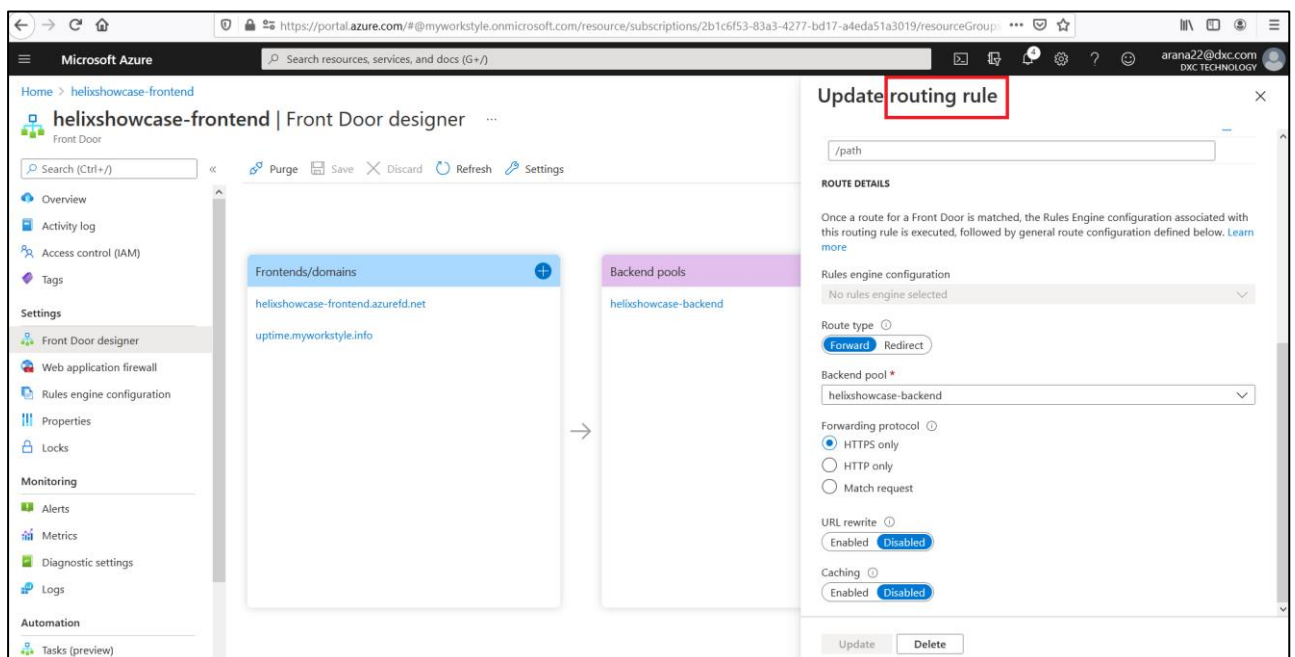 https://portal.azure.com/#@myworkstyle.onmicrosoft.com/resource/subscriptions/2b1c6f53-83a3-4277-bd17-a4eda51a3019/resourceGroups
Microsoft Azure
Search resources, services, and docs (G+/)
4
arana22@dxc.com
DXC TECHNOLOGY
Home > helixshowcase-frontend
helixshowcase-frontend | Front Door designer ...
Front Door
Search (Ctrl+/)
«
Purge Save Discard Refresh Settings
Overview
Activity log
Access control (IAM)
Tags
Settings
Front Door designer
Web application firewall
Rules engine configuration
Properties
Locks
Monitoring
Alerts
Metrics
Diagnostic settings
Logs
Automation
Tasks (preview)
Frontends/domains
helixshowcase-frontend.azurefd.net
uptime.myworkstyle.info
Backend pools
helixshowcase-backend
Update routing rule
/path
ROUTE DETAILS
Once a route for a Front Door is matched, the Rules Engine configuration associated with
this routing rule is executed, followed by general route configuration defined below. Learn
more
Rules engine configuration
No rules engine selected
Route type
Forward Redirect
Backend pool *
helixshowcase-backend
Forwarding protocol
HTTPS only
HTTP only
Match request
URL rewrite
Enabled Disabled
Caching
Enabled Disabled
Update Delete